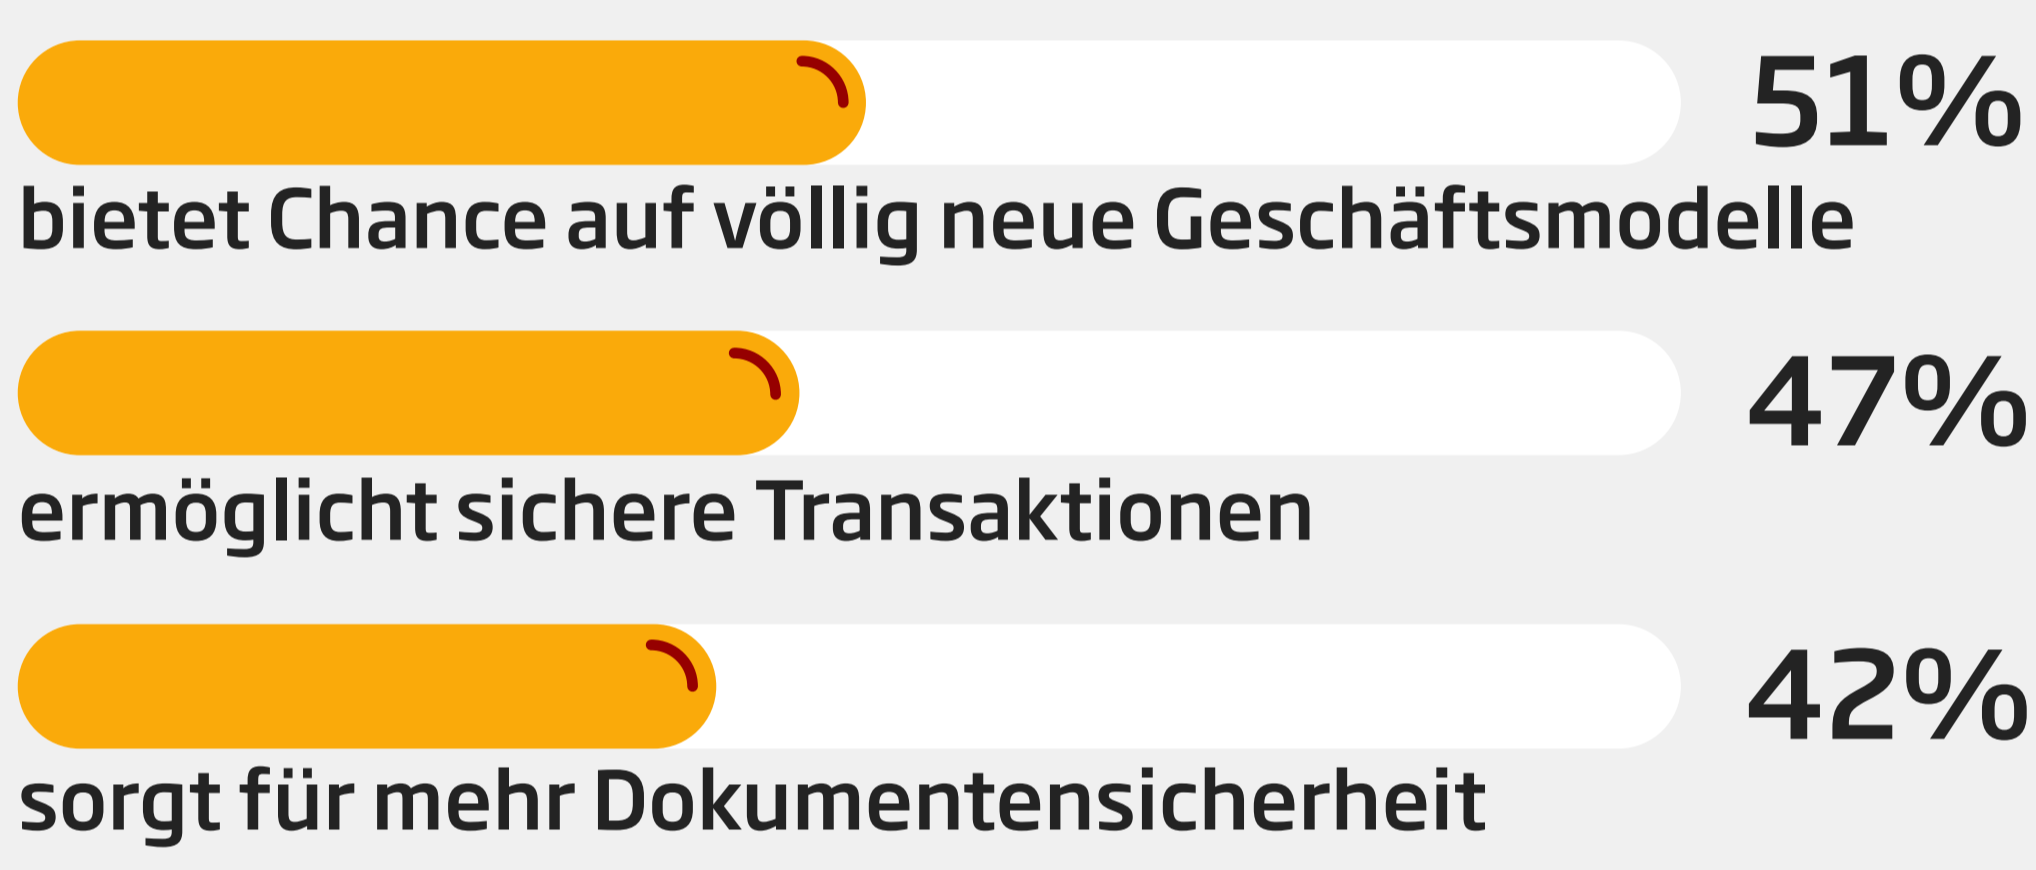 51%
bietet Chance auf völlig neue Geschäftsmodelle
47%
ermöglicht sichere Transaktionen
42%
sorgt für mehr Dokumentensicherheit